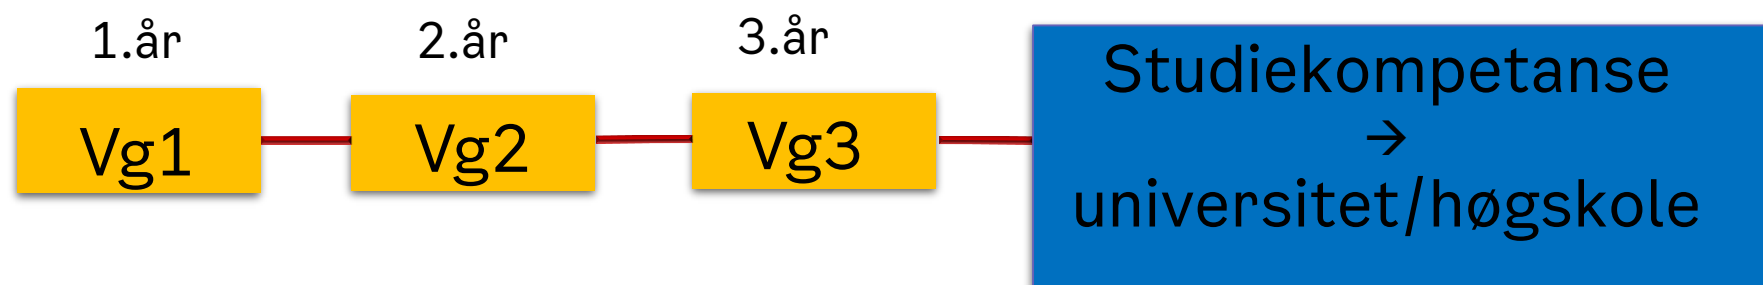 1.år
2.år
3.år
Vg1
Vg2
Vg3
Studiekompetanse
→
universitet/høgskole